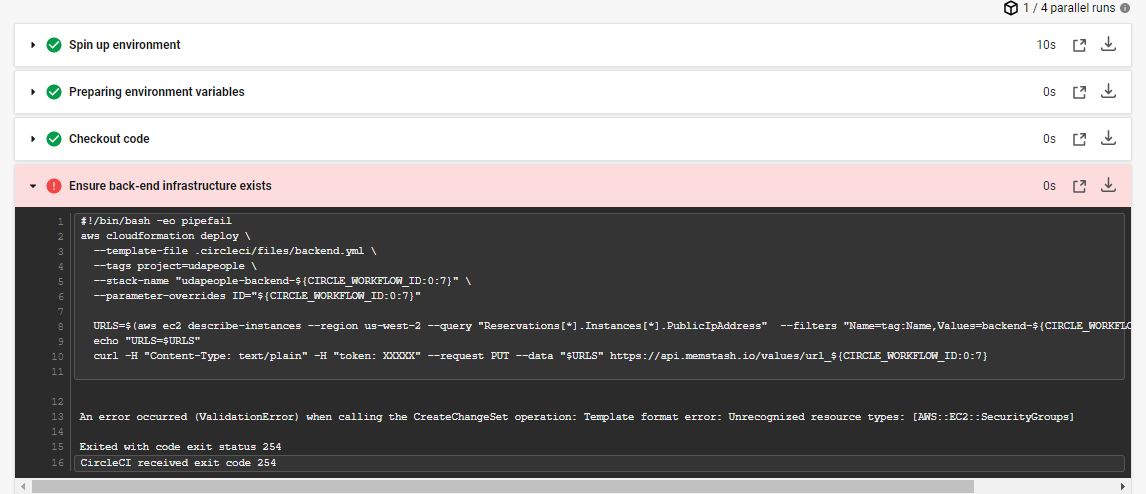 1 / 4 parallel runs
Spin up environment 10s
Preparing environment variables 0s
Checkout code 0s
Ensure back-end infrastructure exists 0s
1 #!/bin/bash -eo pipefail
2 aws cloudformation deploy \
3 --template-file .circleci/files/backend.yml \
4 --tags project=udapeople \
5 --stack-name "udapeople-backend-${CIRCLE_WORKFLOW_ID:0:7}" \
6 --parameter-overrides ID="${CIRCLE_WORKFLOW_ID:0:7}"
7
8 URLS=$(aws ec2 describe-instances --region us-west-2 --query "Reservations[*].Instances[*].PublicIpAddress" --filters "Name=tag:Name,Values=backend-${CIRCLE_WORKFLO
9 echo "URLS=$URLS"
10 curl -H "Content-Type: text/plain" -H "token: XXXXX" --request PUT --data "$URLS" https://api.memstash.io/values/url_${CIRCLE_WORKFLOW_ID:0:7}
11
12
13 An error occurred (ValidationError) when calling the CreateChangeSet operation: Template format error: Unrecognized resource types: [AWS::EC2::SecurityGroups]
14
15 Exited with code exit status 254
16 CircleCI received exit code 254